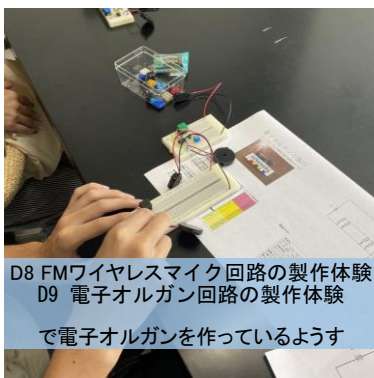 D8 FMワイヤレスマイク回路の製作体験
D9 電子オルガン回路の製作体験
で電子オルガンを作っているようす